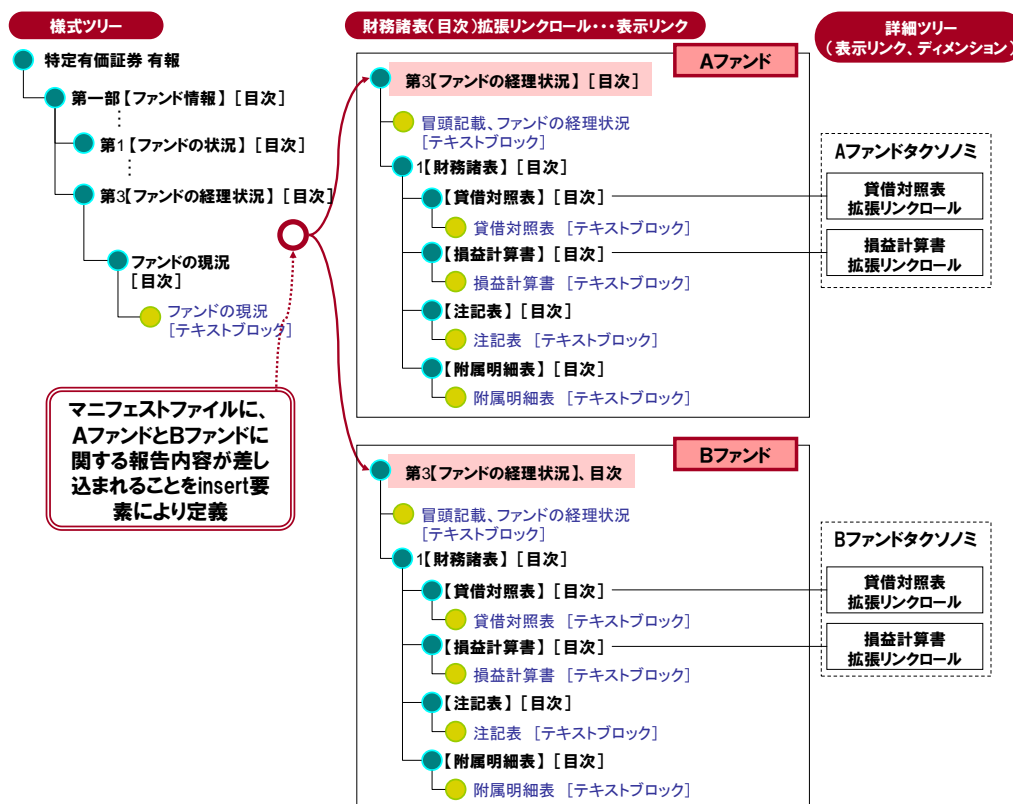 様式ツリー
特定有価証券 有報
第一部【ファンド情報】 [目次]
⋮
第1【ファンドの状況】 [目次]
⋮
第3【ファンドの経理状況】 [目次]
ファンドの現況
[目次]
ファンドの現況
[テキストブロック]
マニフェストファイルに、
AファンドとBファンドに
関する報告内容が差し
込まれることをinsert要
素により定義
財務諸表(目次)拡張リンクロール・・・表示リンク
Aファンド
第3【ファンドの経理状況】 [目次]
冒頭記載、ファンドの経理状況
[テキストブロック]
1【財務諸表】 [目次]
【貸借対照表】 [目次]
貸借対照表 [テキストブロック]
【損益計算書】 [目次]
損益計算書 [テキストブロック]
【注記表】 [目次]
注記表 [テキストブロック]
【附属明細表】 [目次]
附属明細表 [テキストブロック]
Bファンド
第3【ファンドの経理状況】、目次
冒頭記載、ファンドの経理状況
[テキストブロック]
1【財務諸表】 [目次]
【貸借対照表】 [目次]
貸借対照表 [テキストブロック]
【損益計算書】 [目次]
損益計算書 [テキストブロック]
【注記表】 [目次]
注記表 [テキストブロック]
【附属明細表】 [目次]
附属明細表 [テキストブロック]
詳細ツリー
(表示リンク、ディメンション)
Aファンドタクソノミ
貸借対照表
拡張リンクロール
損益計算書
拡張リンクロール
Bファンドタクソノミ
貸借対照表
拡張リンクロール
損益計算書
拡張リンクロール